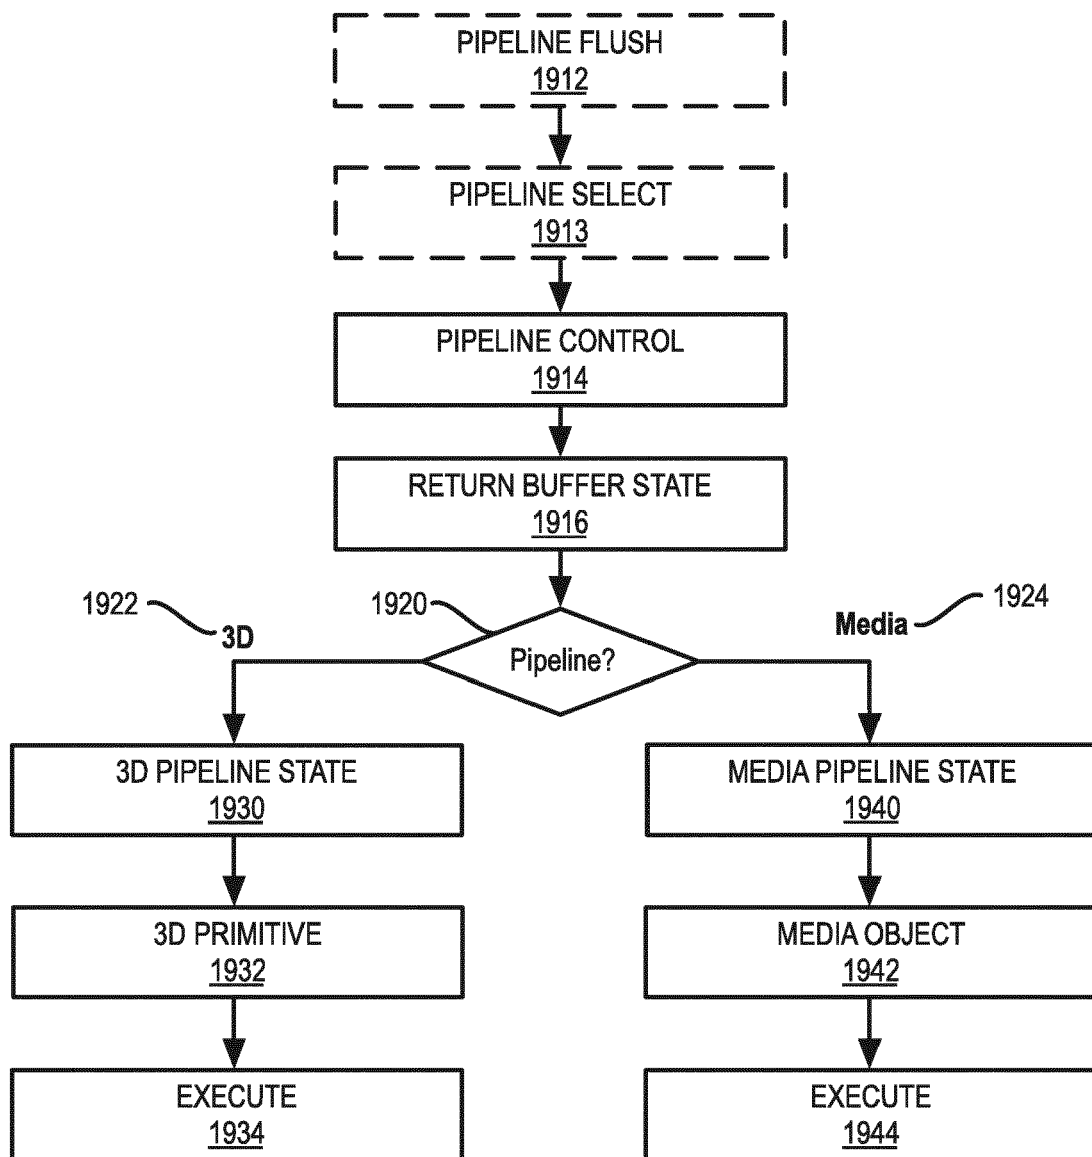 PIPELINE FLUSH
1912
PIPELINE SELECT
1913
PIPELINE CONTROL
1914
RETURN BUFFER STATE
1916
1922
3D
1920
Pipeline?
Media
1924
3D PIPELINE STATE
1930
MEDIA PIPELINE STATE
1940
3D PRIMITIVE
1932
MEDIA OBJECT
1942
EXECUTE
1934
EXECUTE
1944